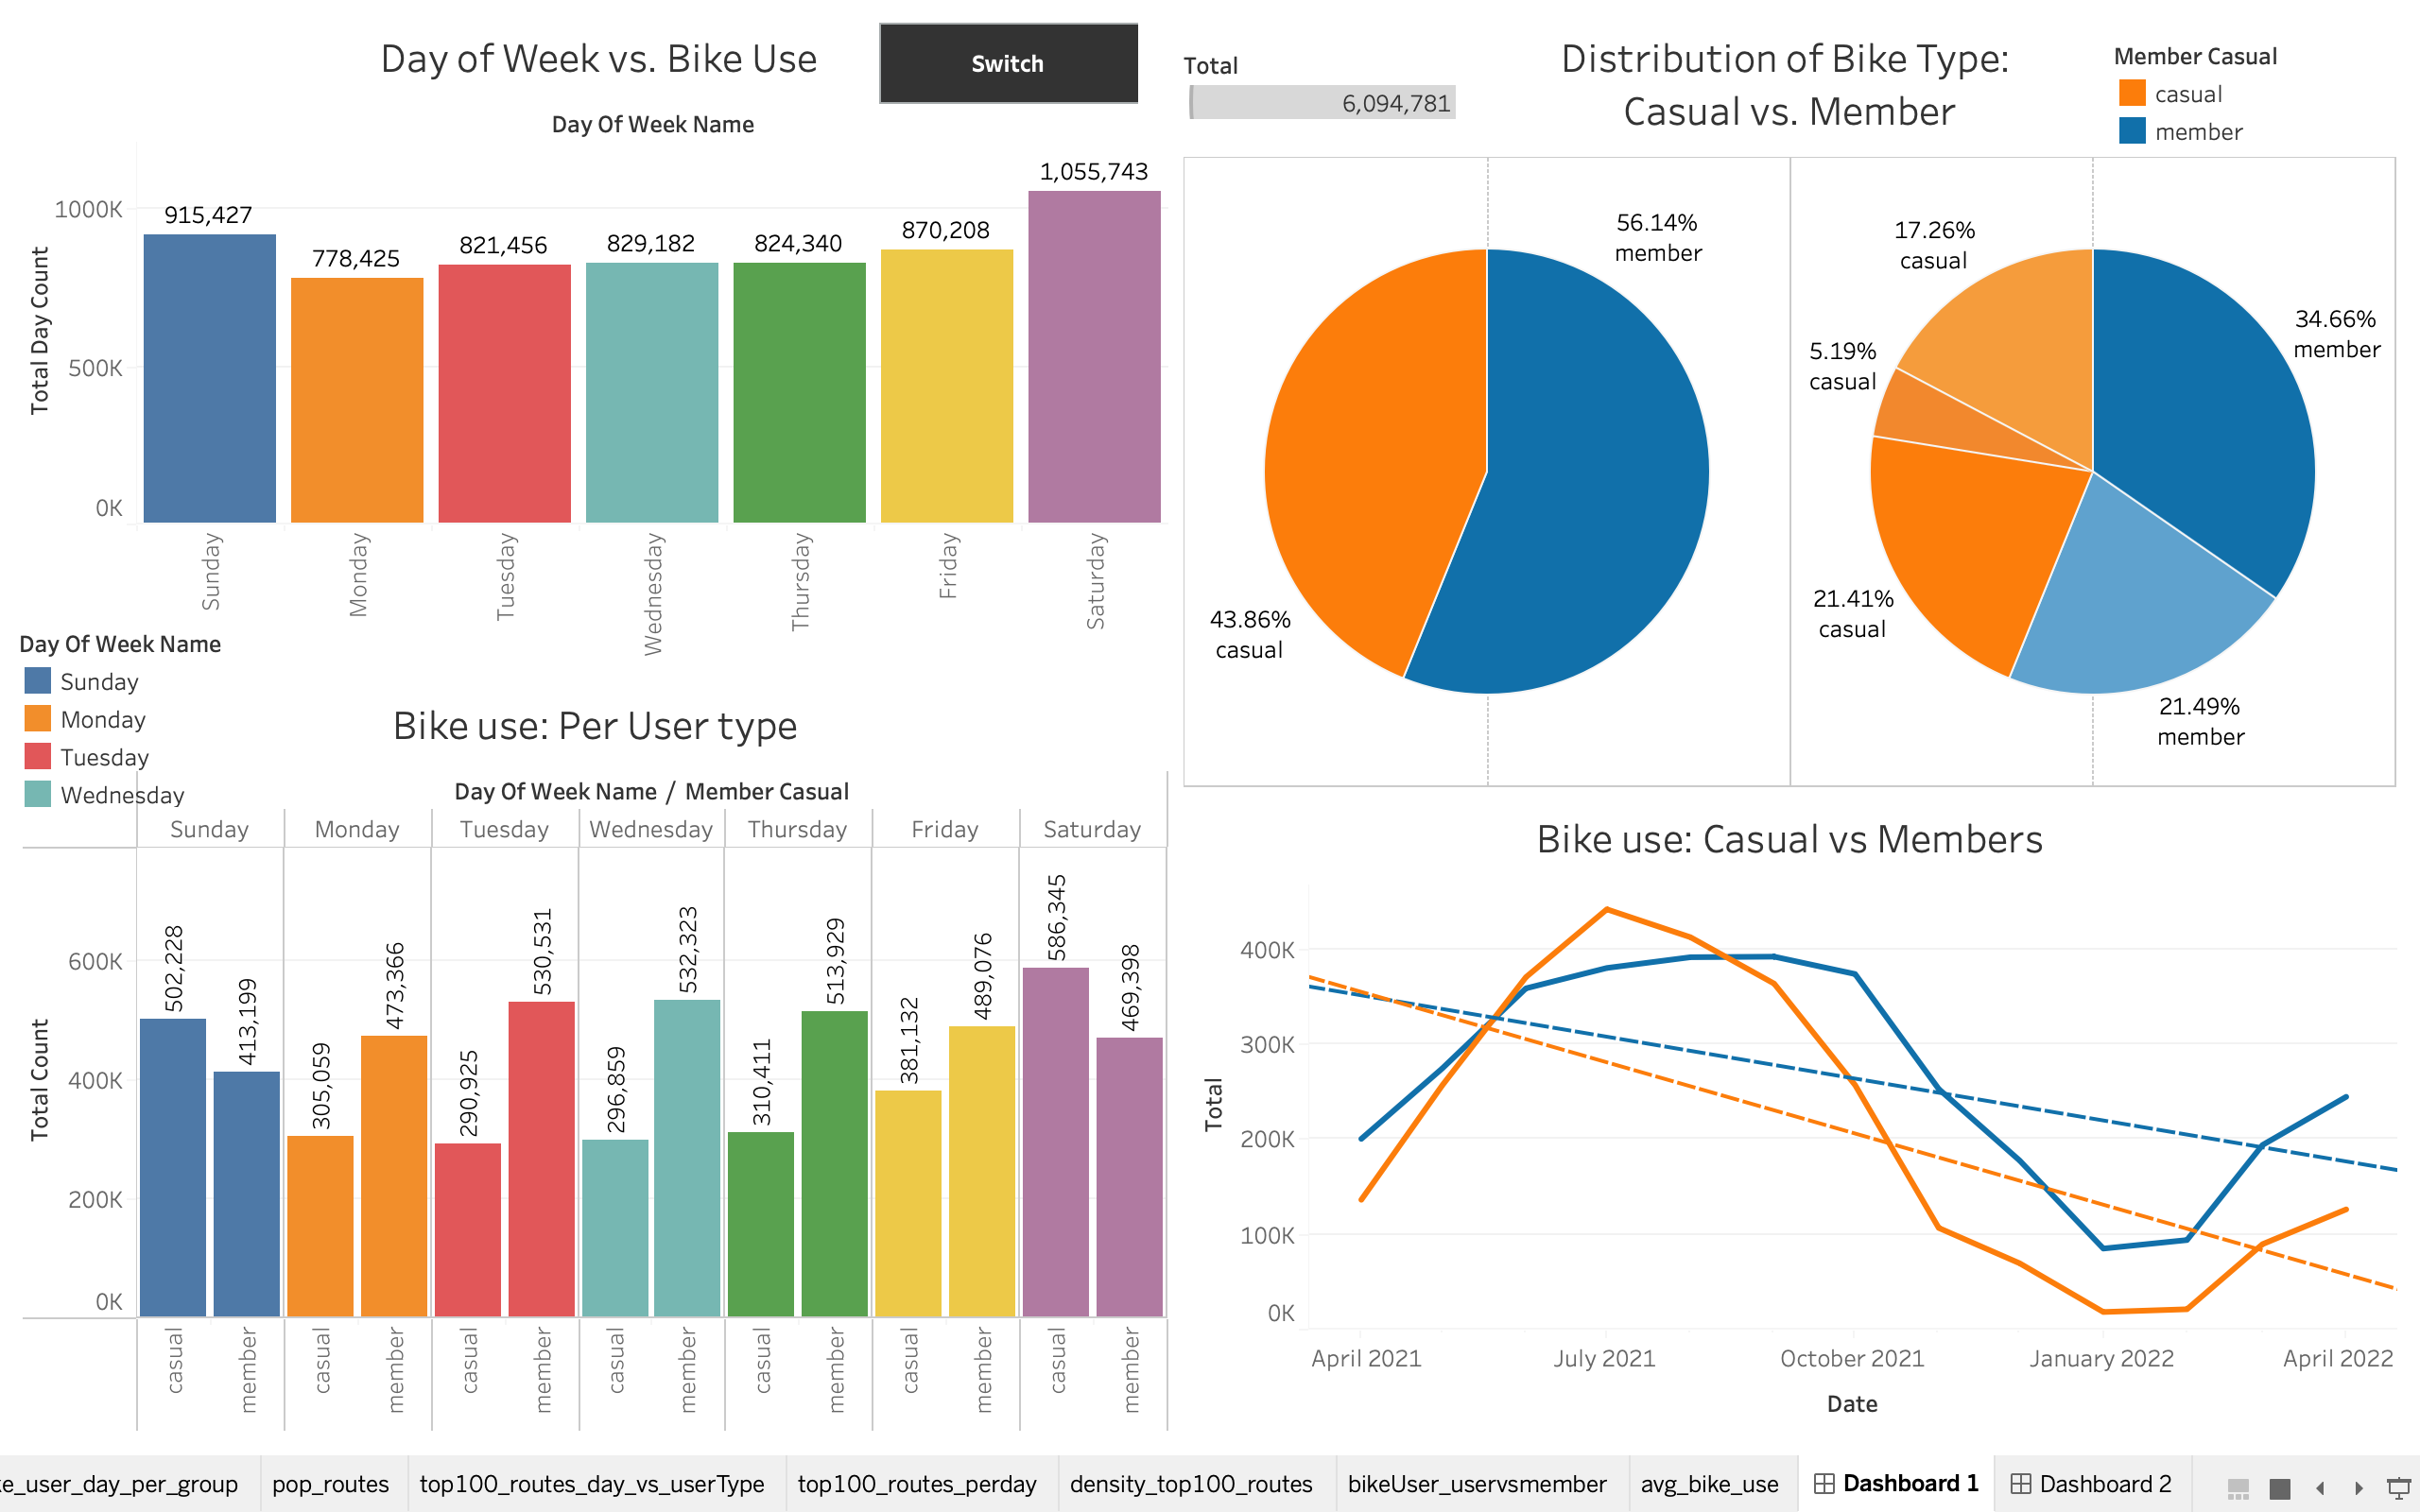 Day of Week vs. Bike Use
Switch
Day Of Week Name
1000K
500K
0K
Total Day Count
915,427
778,425
821,456
829,182
824,340
870,208
1,055,743
Sunday
Monday
Tuesday
Wednesday
Thursday
Friday
Saturday
Day Of Week Name
Sunday
Monday
Tuesday
Wednesday
Bike use: Per User type
Day Of Week Name / Member Casual
Sunday
Monday
Tuesday
Wednesday
Thursday
Friday
Saturday
600K
400K
200K
0K
Total Count
502,228
413,199
305,059
473,366
290,925
530,531
296,859
532,323
310,411
513,929
381,132
489,076
586,345
469,398
casual
member
casual
member
casual
member
casual
member
casual
member
casual
member
casual
member
Total
6,094,781
Distribution of Bike Type:
Casual vs. Member
Member Casual
casual
member
56.14%
member
43.86%
casual
17.26%
casual
5.19%
casual
21.41%
casual
34.66%
member
21.49%
member
Bike use: Casual vs Members
400K
300K
200K
100K
0K
Total
April 2021
July 2021
October 2021
January 2022
April 2022
Date
ke_user_day_per_group
pop_routes
top100_routes_day_vs_userType
top100_routes_perday
density_top100_routes
bikeUser_uservsmember
avg_bike_use
Dashboard 1
Dashboard 2